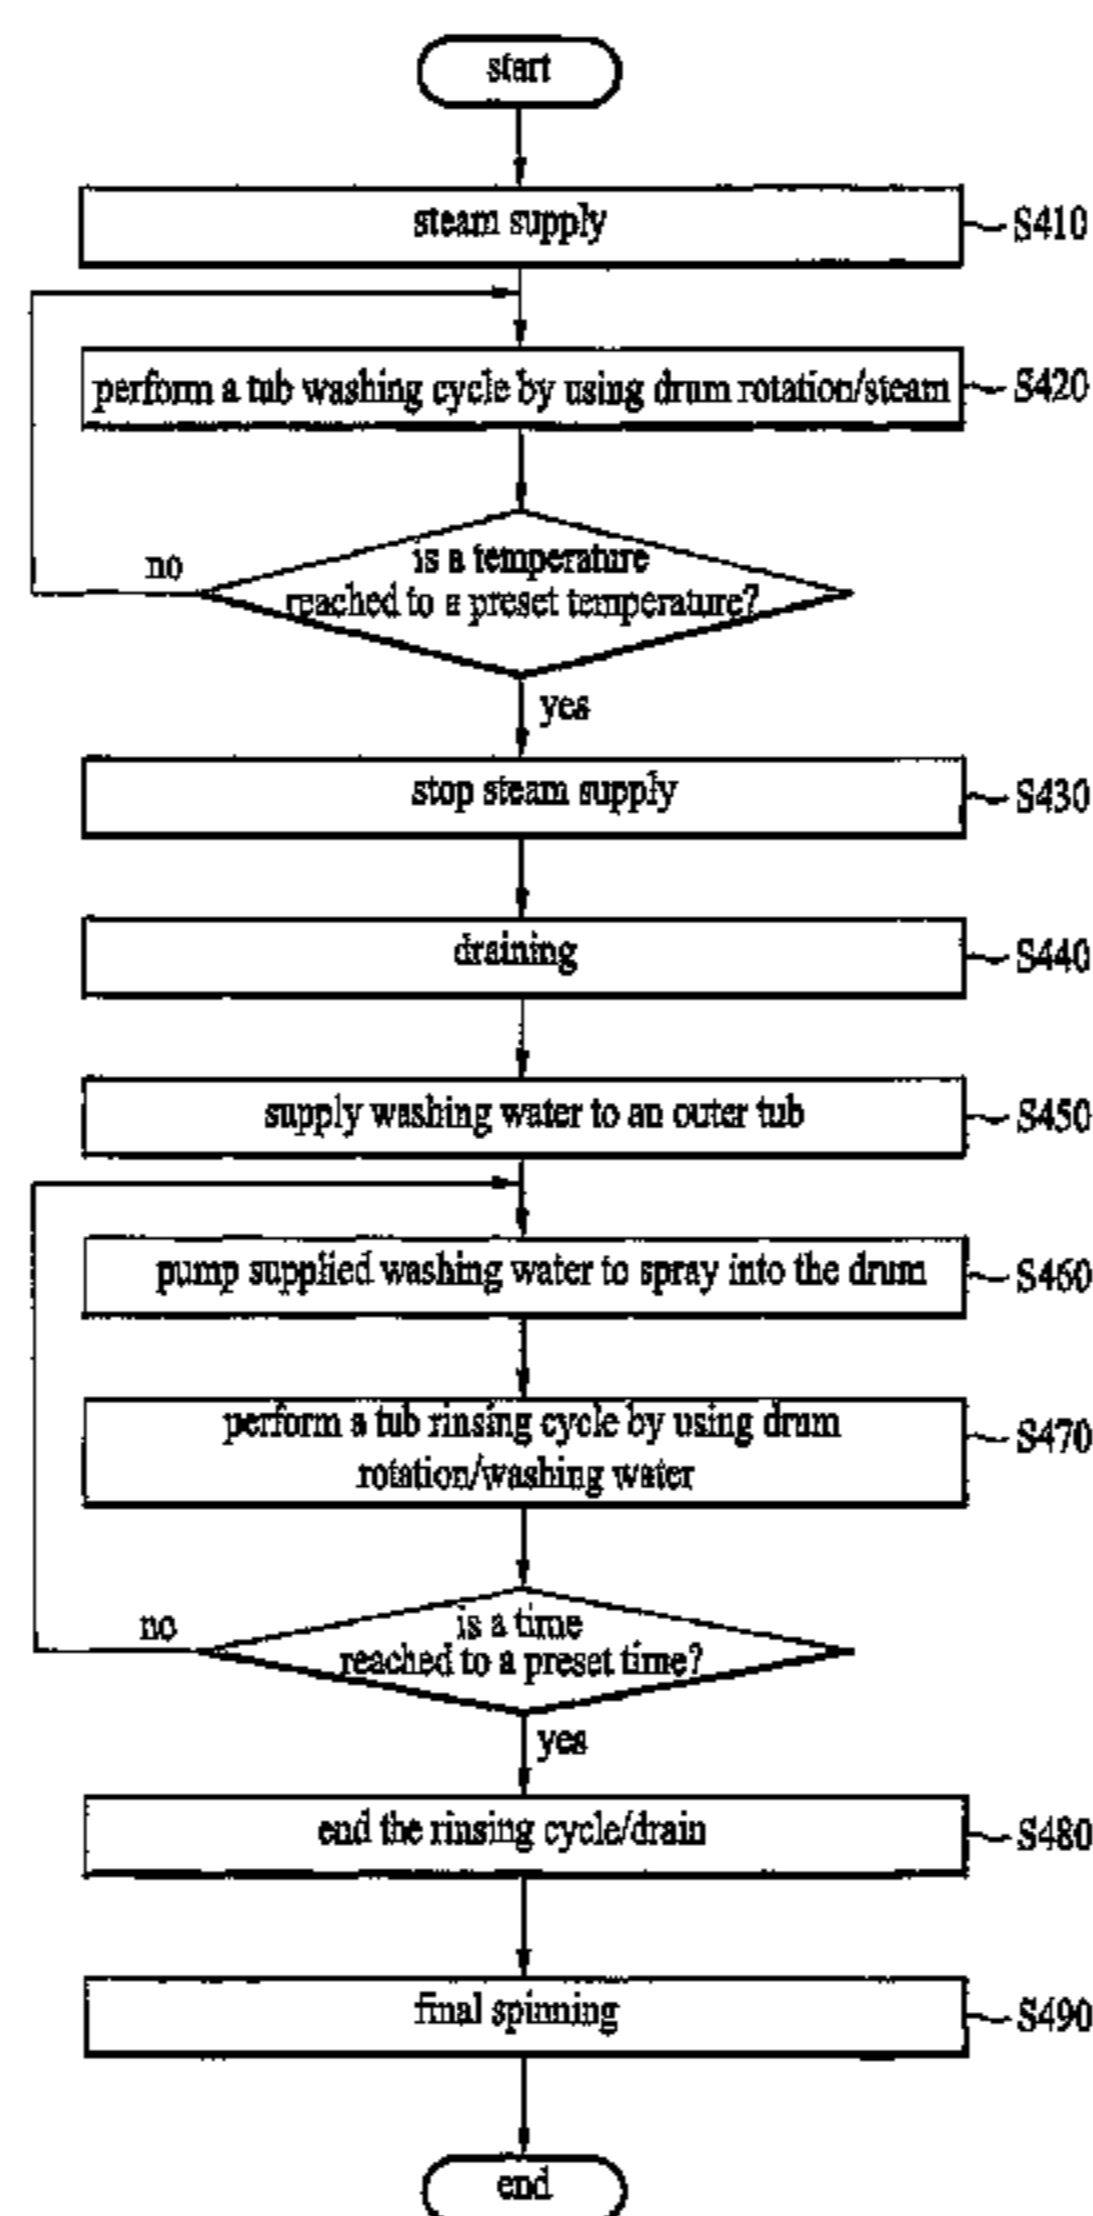 start
steam supply
S410
perform a tub washing cycle by using drum rotation/steam
S420
is a temperature
reached to a preset temperature?
no
yes
stop steam supply
S430
draining
S440
supply washing water to an outer tub
S450
pump supplied washing water to spray into the drum
S460
perform a tub rinsing cycle by using drum
rotation/washing water
S470
is a time
reached to a preset time?
no
yes
end the rinsing cycle/drain
S480
final spinning
S490
end